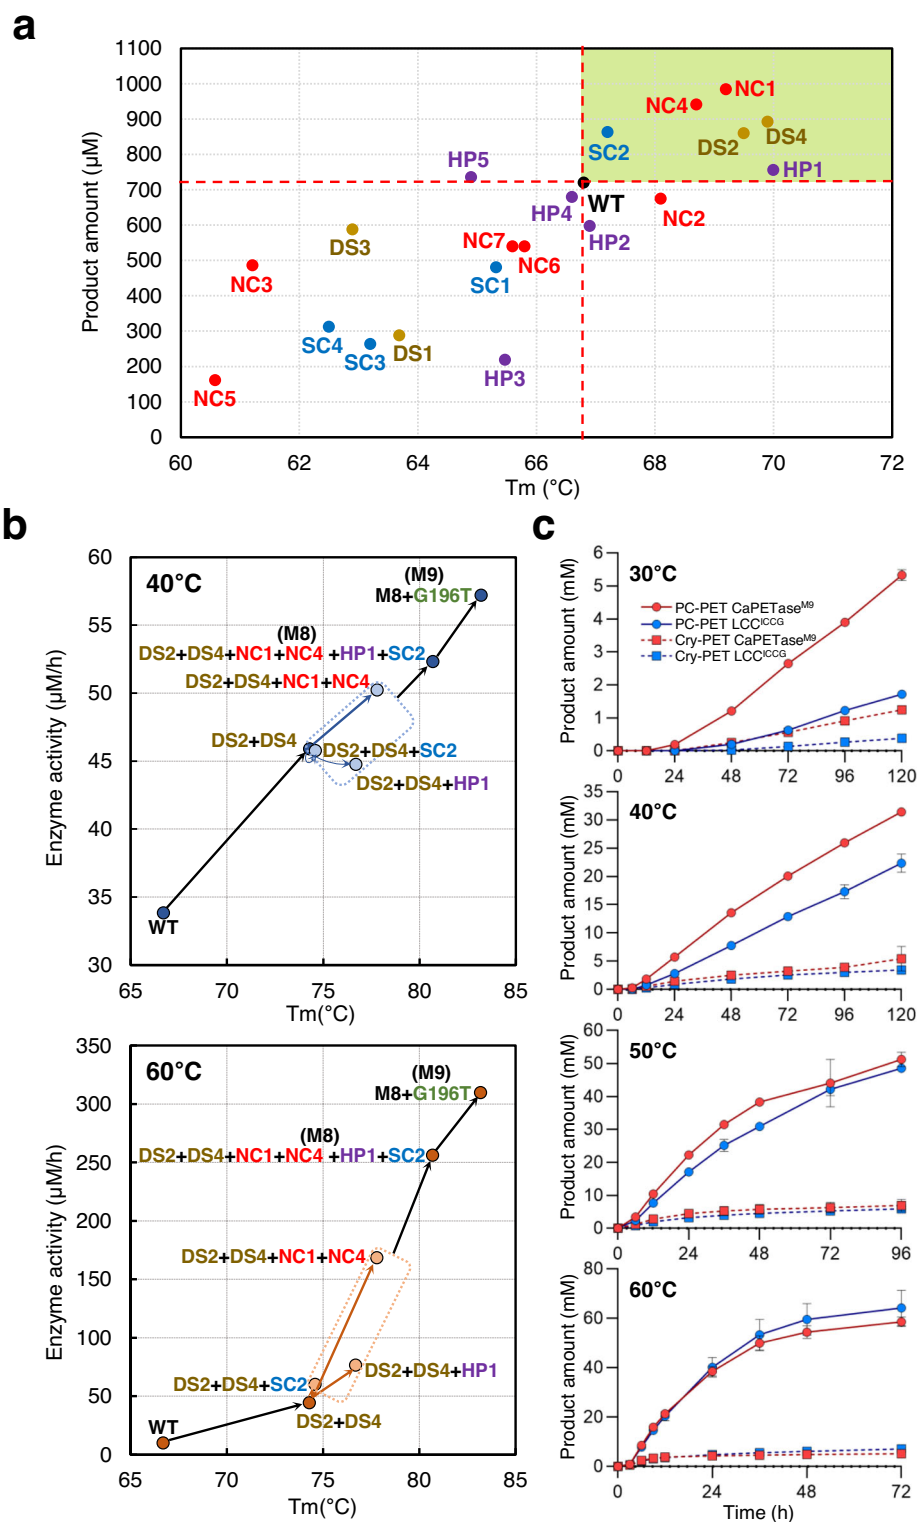 a
1100
1000
900
800
700
600
500
400
300
200
100
0
Product amount (µM)
NC1
NC4
DS4
DS2
SC2
HP1
HP5
WT
HP4
NC2
HP2
DS3
NC7
NC6
NC3
SC1
SC4
SC3
DS1
HP3
NC5
60 62 64 66 68 70 72
Tm (°C)
b
40°C
60
55
50
45
40
35
30
Enzyme activity (µM/h)
(M9)
M8+G196T
(M8)
DS2+DS4+NC1+NC4 +HP1+SC2
DS2+DS4+NC1+NC4
DS2+DS4
DS2+DS4+SC2
DS2+DS4+HP1
WT
65 70 75 80 85
Tm(°C)
60°C
350
300
250
200
150
100
50
0
Enzyme activity (µM/h)
(M9)
M8+G196T
(M8)
DS2+DS4+NC1+NC4 +HP1+SC2
DS2+DS4+NC1+NC4
DS2+DS4+HP1
DS2+DS4+SC2
DS2+DS4
WT
65 70 75 80 85
Tm(°C)
c
30°C
PC-PET CaPETase^M9
PC-PET LCC^ICCG
Cry-PET CaPETase^M9
Cry-PET LCC^ICCG
6
5
4
3
2
1
0
Product amount (mM)
0 24 48 72 96 120
40°C
35
30
25
20
15
10
5
0
Product amount (mM)
0 24 48 72 96 120
50°C
60
50
40
30
20
10
0
Product amount (mM)
0 24 48 72 96
60°C
80
60
40
20
0
Product amount (mM)
0 24 48 72
Time (h)